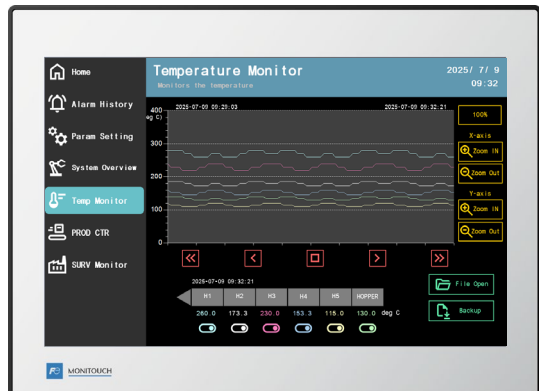 Home
Alarm History
Param Setting
System Overview
Temp Monitor
PROD CTR
SURV Monitor
Temperature Monitor
Monitors the temperature
2025/ 7/ 9
09:32
2025-07-09 09:29:03
2025-07-09 09:32:21
400
eg C)
300
200
100
0
100%
X-axis
Zoom IN
Zoom Out
Y-axis
Zoom IN
Zoom Out
2025-07-09 09:32:21
H1 H2 H3 H4 H5 HOPPER
260.0 173.3 230.0 153.3 115.0 130.0 deg C
File Open
Backup
MONITOUCH